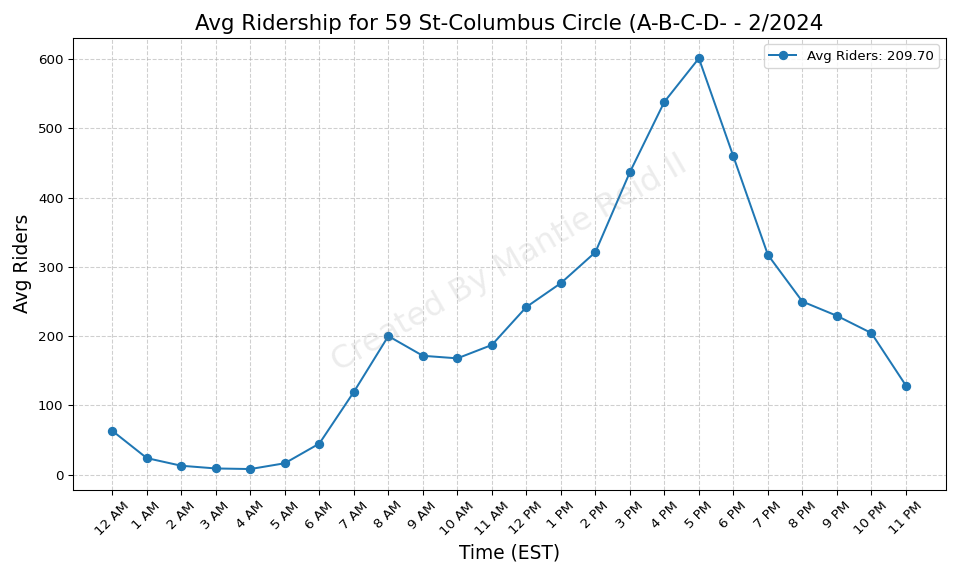 Avg Ridership for 59 St-Columbus Circle (A-B-C-D- - 2/2024
Avg Riders: 209.70
Avg Riders
600
500
400
300
200
100
0
Created By Mantle Reid II
12 AM
1 AM
2 AM
3 AM
4 AM
5 AM
6 AM
7 AM
8 AM
9 AM
10 AM
11 AM
12 PM
1 PM
2 PM
3 PM
4 PM
5 PM
6 PM
7 PM
8 PM
9 PM
10 PM
11 PM
Time (EST)